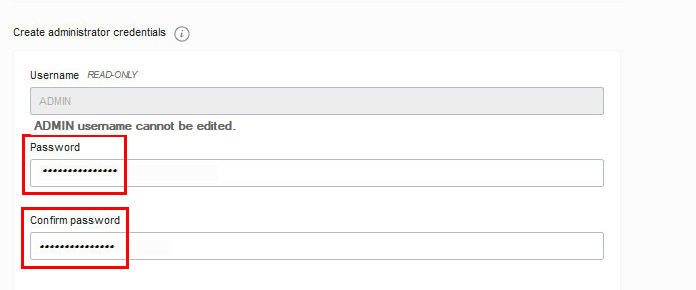 Create administrator credentials i
Username READ-ONLY
ADMIN
ADMIN username cannot be edited.
Password
•••••••••••••••
Confirm password
•••••••••••••••